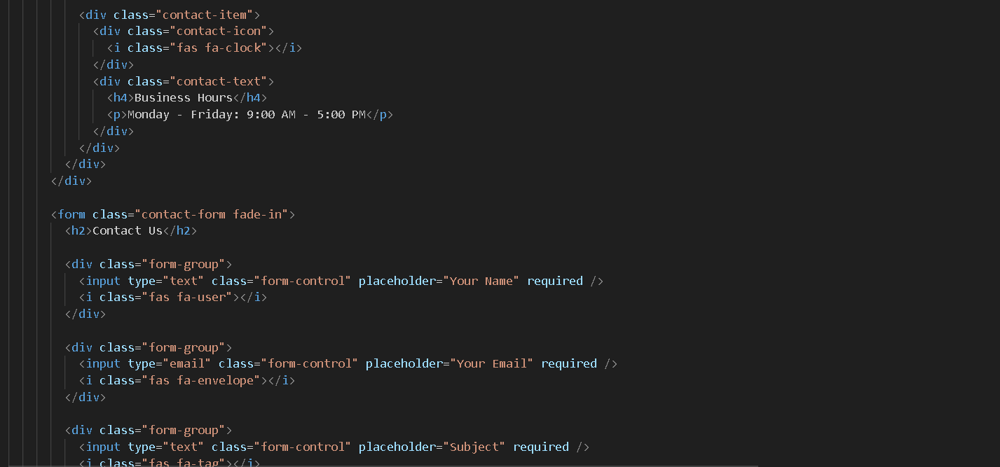 <div class="contact-item">
<div class="contact-icon">
<i class="fas fa-clock"></i>
</div>
<div class="contact-text">
<h4>Business Hours</h4>
<p>Monday - Friday: 9:00 AM - 5:00 PM</p>
</div>
</div>
</div>
</div>
<form class="contact-form fade-in">
<h2>Contact Us</h2>
<div class="form-group">
<input type="text" class="form-control" placeholder="Your Name" required />
<i class="fas fa-user"></i>
</div>
<div class="form-group">
<input type="email" class="form-control" placeholder="Your Email" required />
<i class="fas fa-envelope"></i>
</div>
<div class="form-group">
<input type="text" class="form-control" placeholder="Subject" required />
<i class="fas fa-tag"></i>